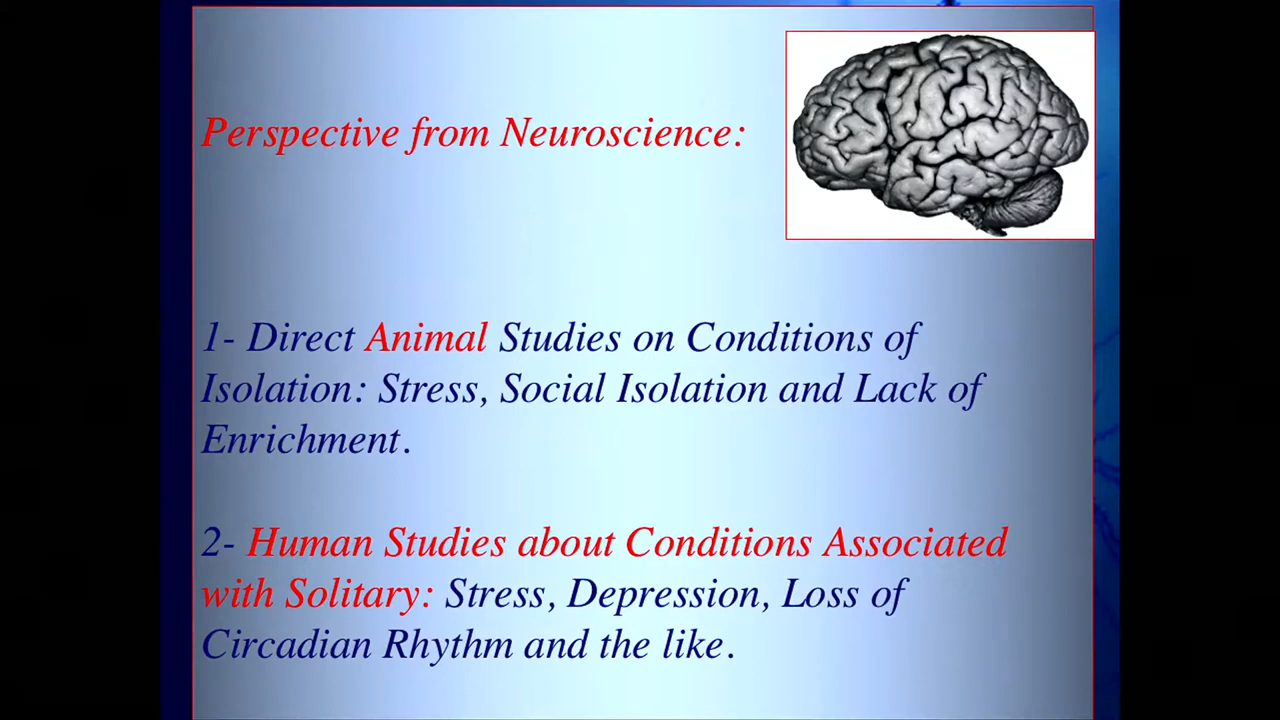 Perspective from Neuroscience:
1- Direct Animal Studies on Conditions of
Isolation: Stress, Social Isolation and Lack of
Enrichment.
2- Human Studies about Conditions Associated
with Solitary: Stress, Depression, Loss of
Circadian Rhythm and the like.